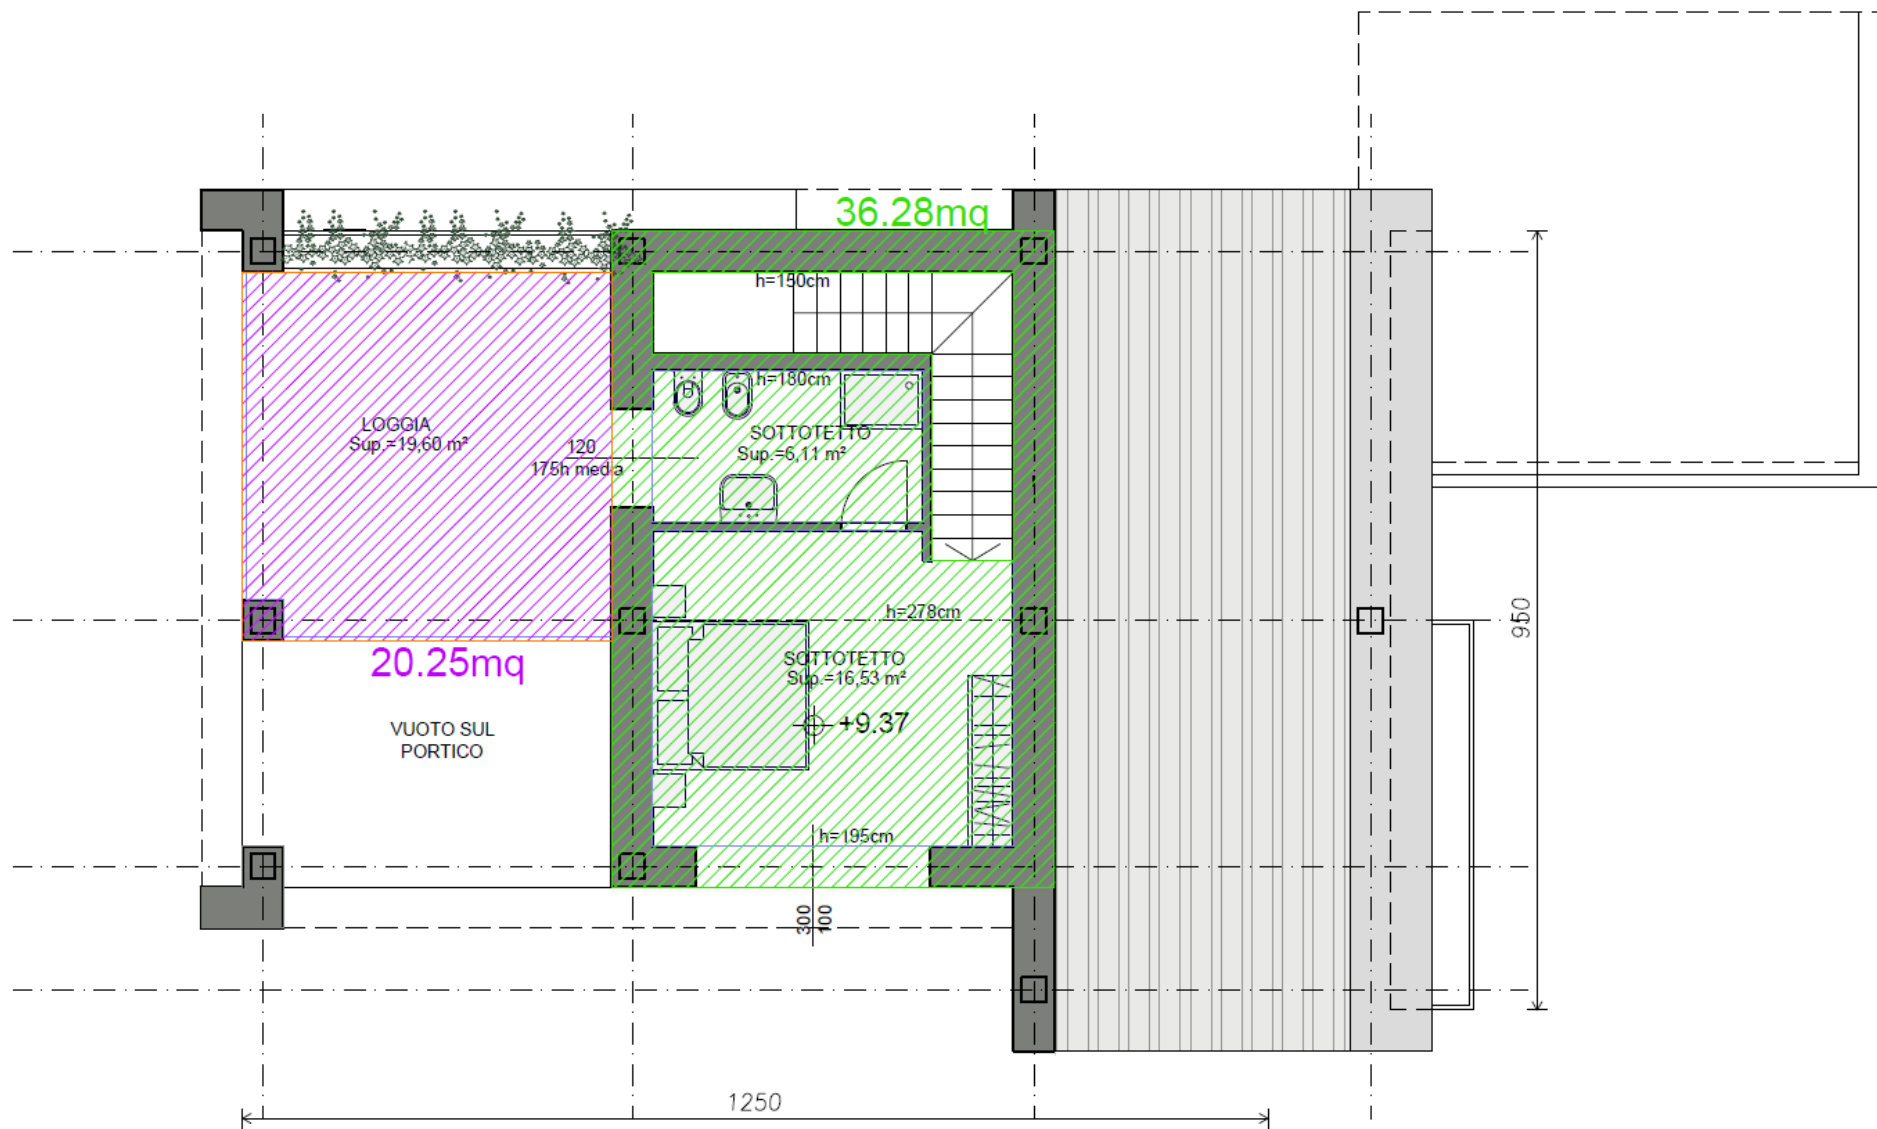 36.28mq
h=150cm
h=180cm
LOGGIA
Sup.=19,60 m²
SOTTOTETTO
Sup.=6,11 m²
120
175h media
h=278cm
950
20.25mq
SOTTOTETTO
Sup.=16,53 m²
+9.37
VUOTO SUL
PORTICO
h=195cm
300
100
1250